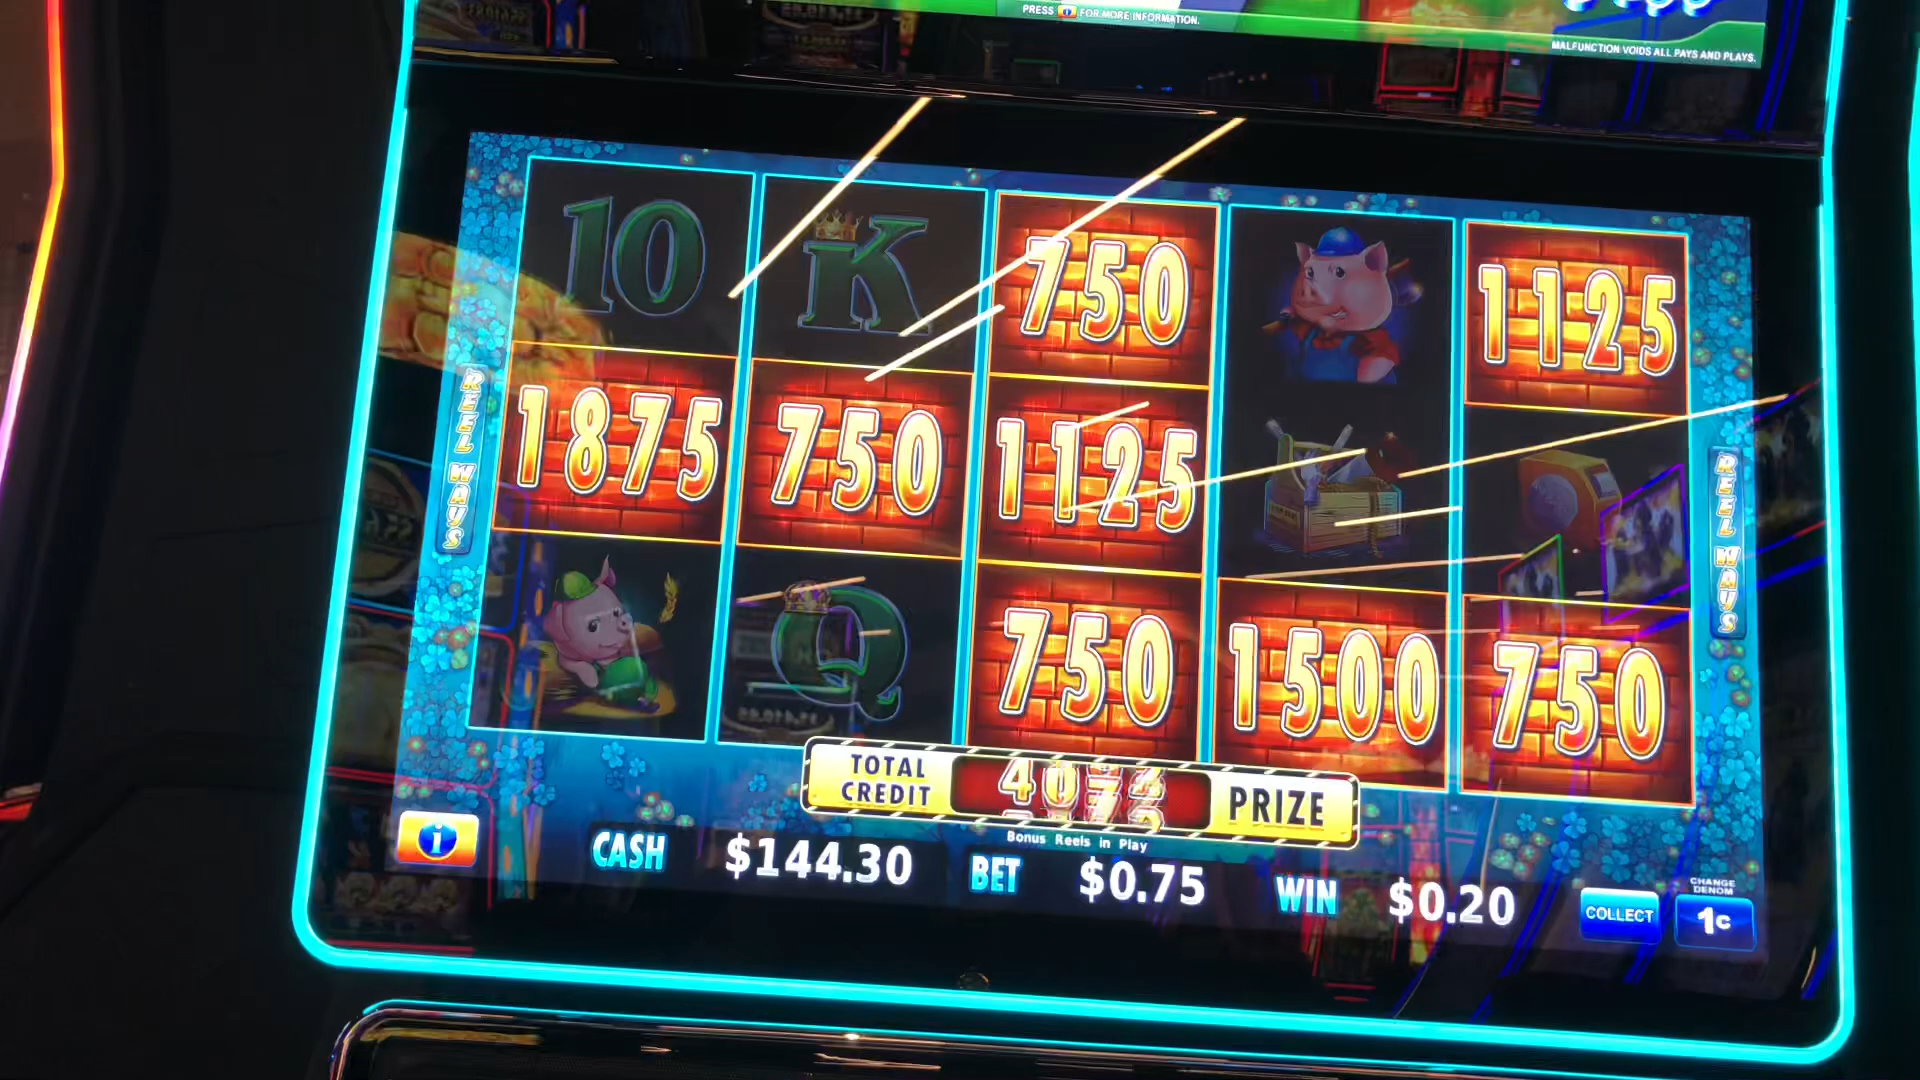 PRESS i FOR MORE INFORMATION.
MALFUNCTION VOIDS ALL PAYS AND PLAYS.
10
K
750
1125
1875
750
1125
Q
750
1500
750
REEL WAYS
REEL WAYS
TOTAL CREDIT
PRIZE
Bonus Reels in Play
CASH $144.30
BET $0.75
WIN $0.20
COLLECT
CHANGE DENOM
1c